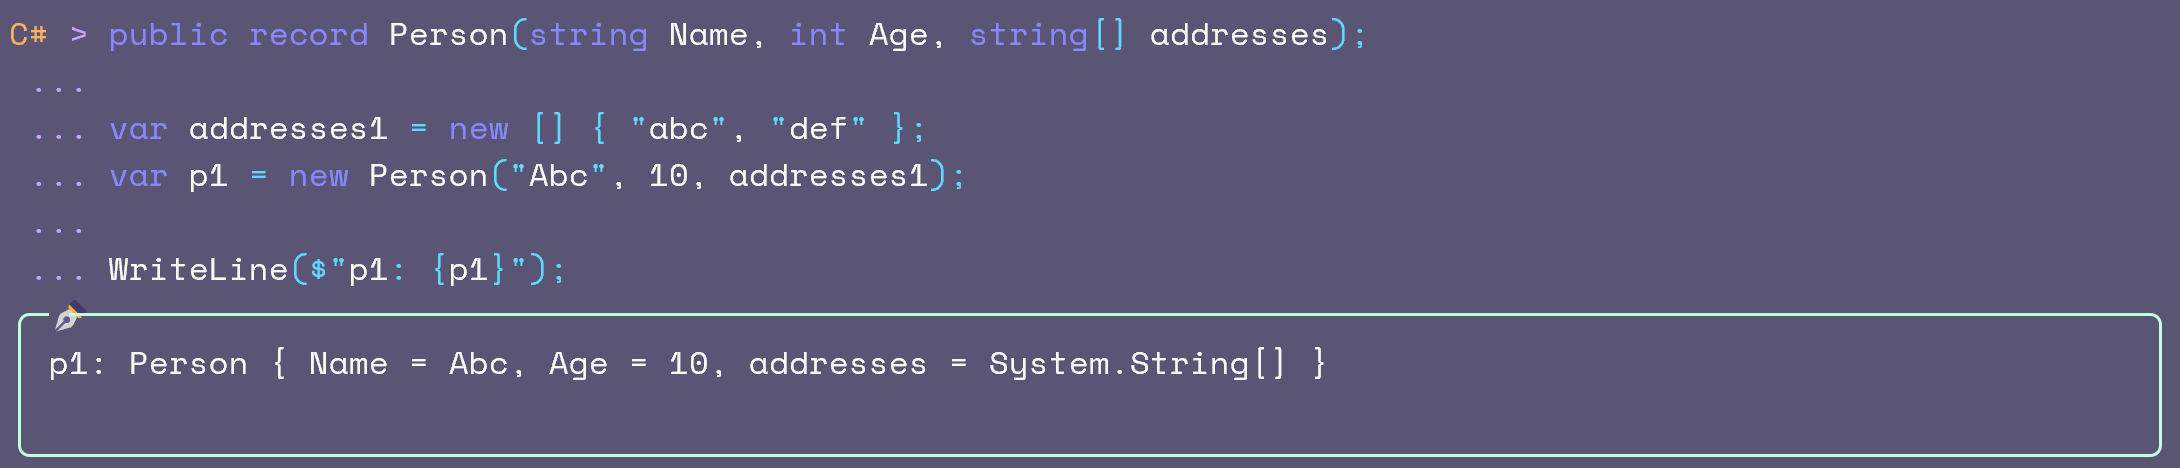 C# > public record Person(string Name, int Age, string[] addresses);
...
... var addresses1 = new [] { "abc", "def" };
... var p1 = new Person("Abc", 10, addresses1);
...
... WriteLine($"p1: {p1}");
p1: Person { Name = Abc, Age = 10, addresses = System.String[] }